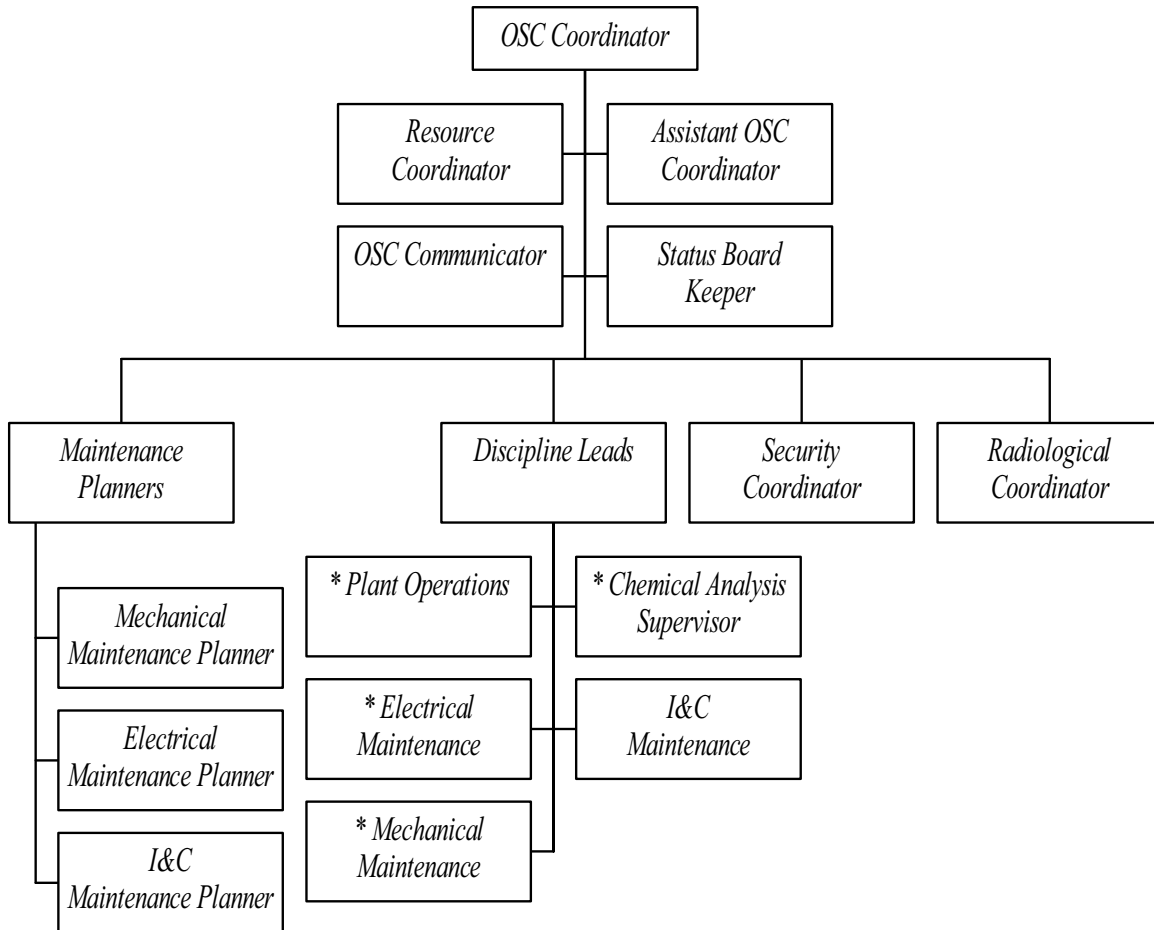 OSC Coordinator
Resource
Coordinator
Assistant OSC
Coordinator
OSC Communicator
Status Board
Keeper
Maintenance
Planners
Discipline Leads
Security
Coordinator
Radiological
Coordinator
Mechanical
Maintenance Planner
Electrical
Maintenance Planner
I&C
Maintenance Planner
* Plant Operations
* Chemical Analysis
Supervisor
* Electrical
Maintenance
I&C
Maintenance
* Mechanical
Maintenance